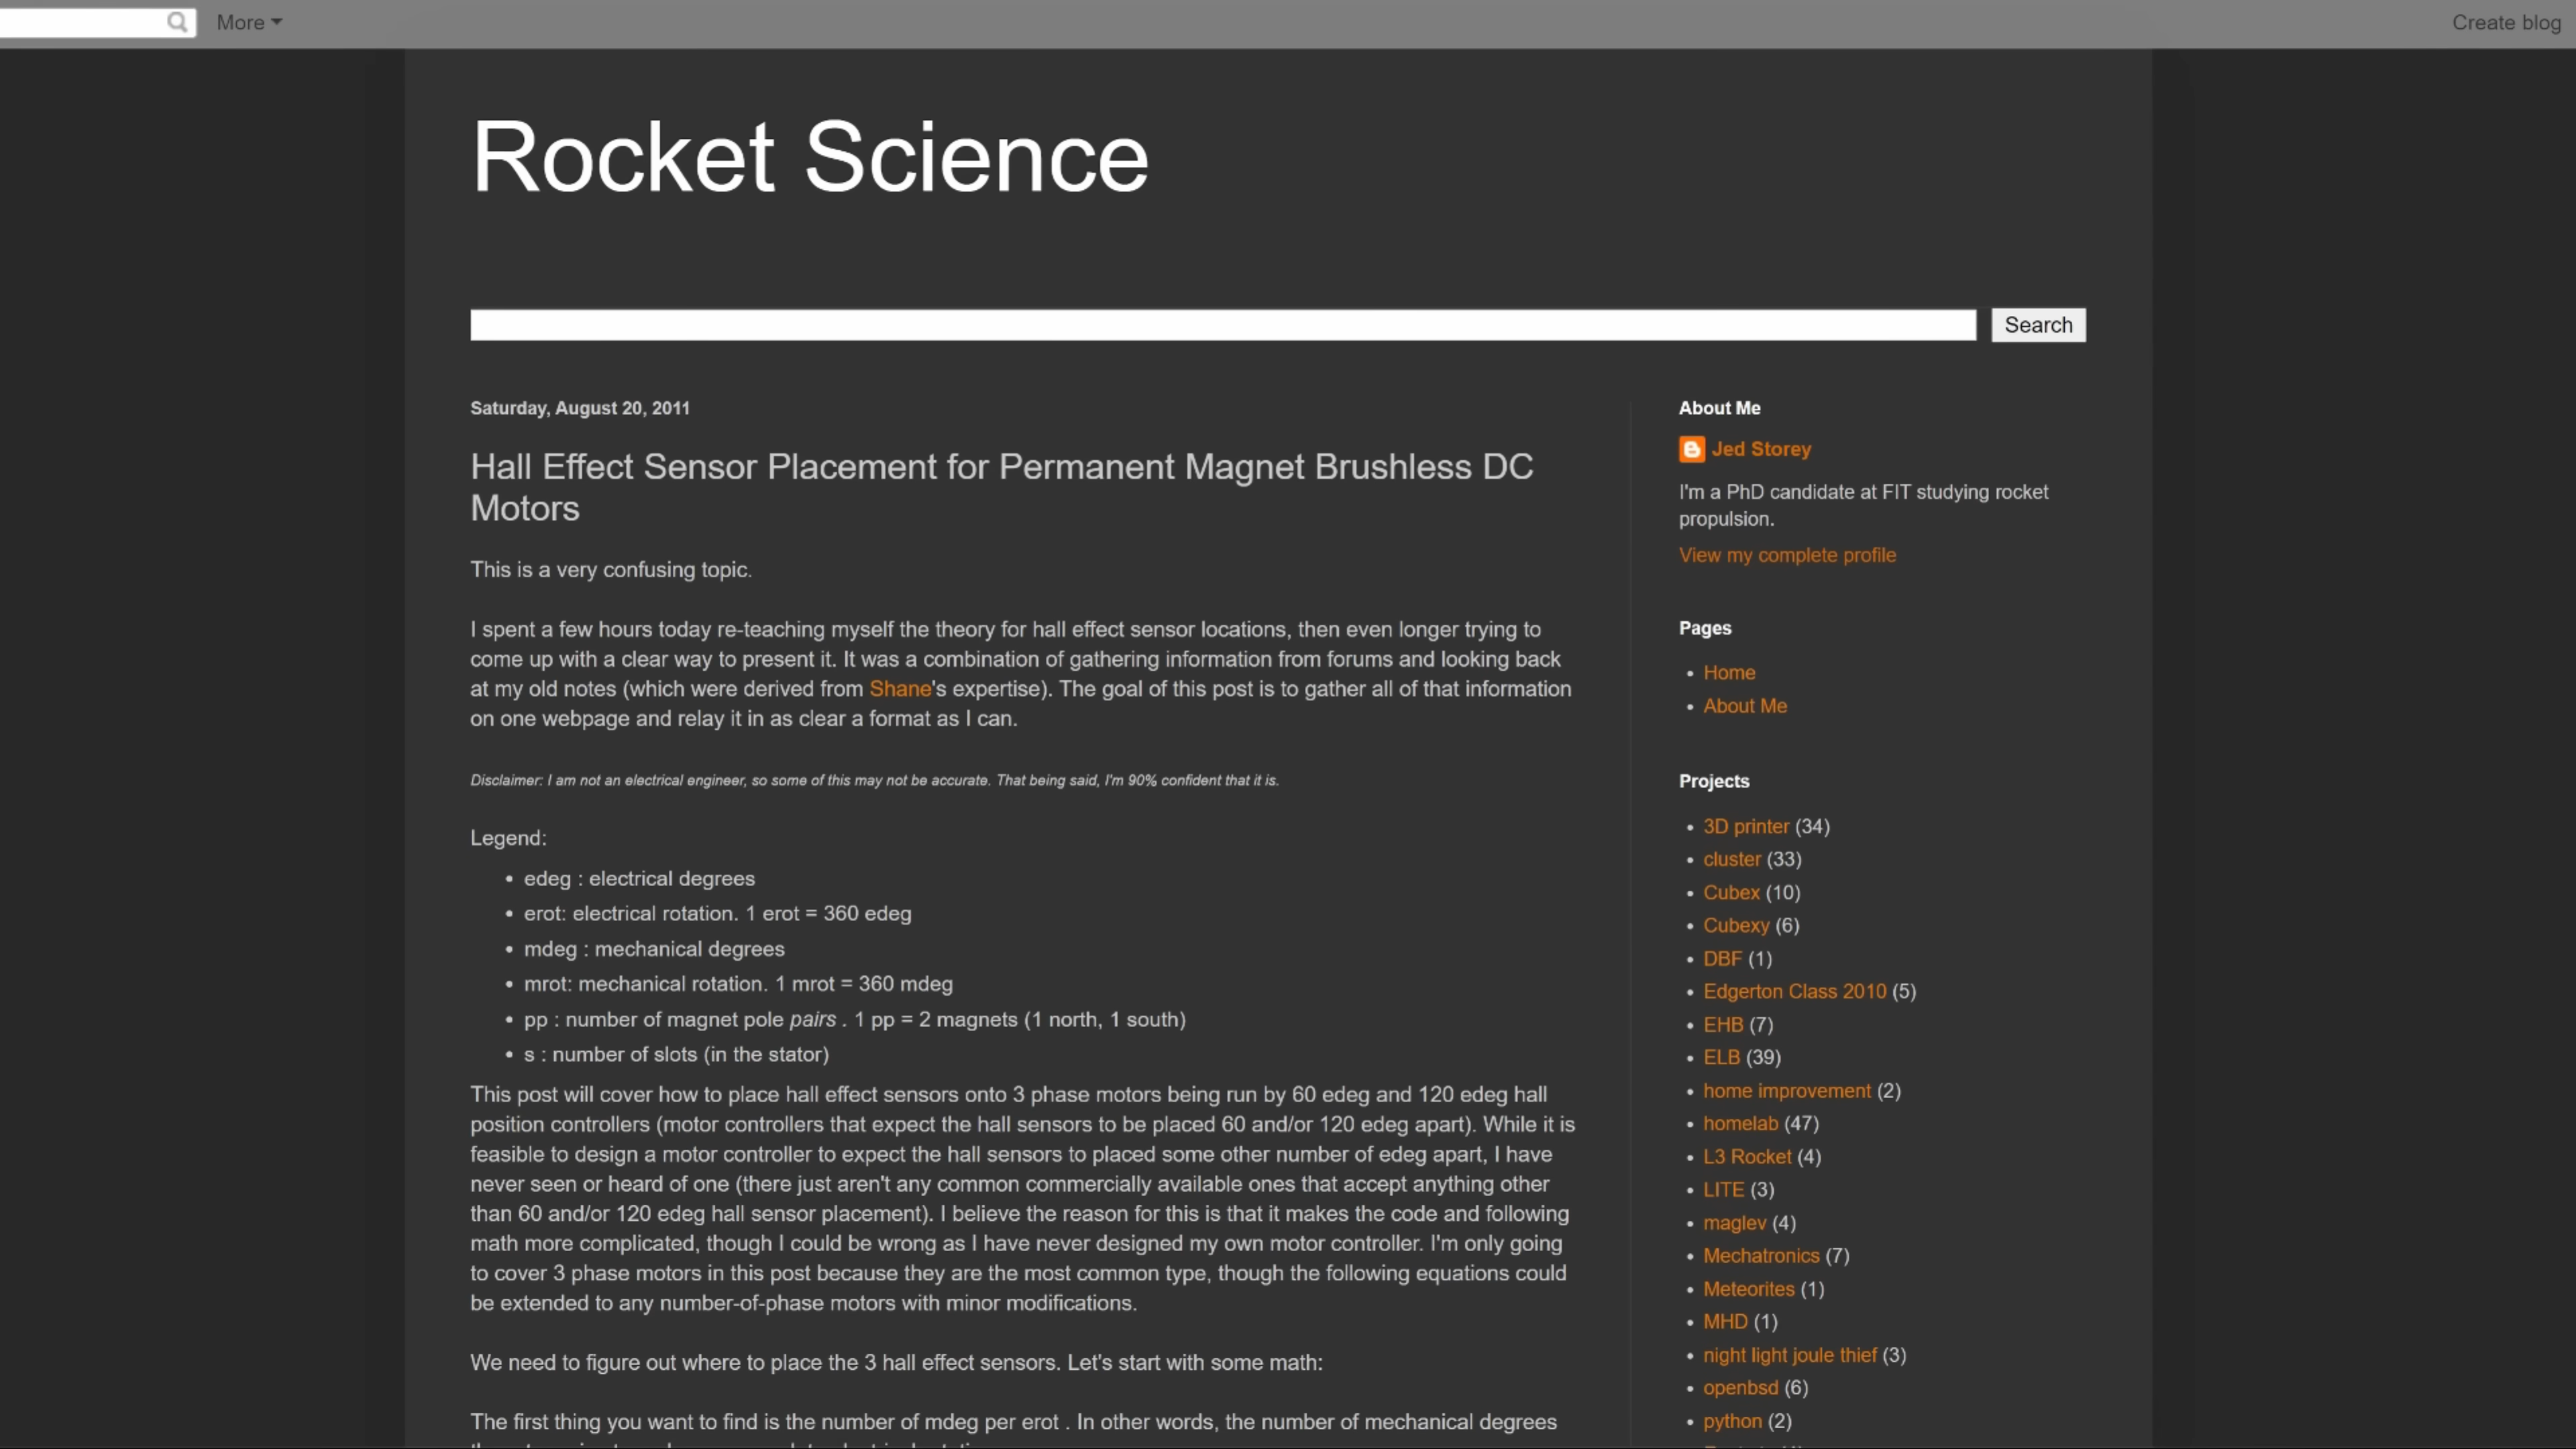 More
Create blog
Rocket Science
Search
Saturday, August 20, 2011
Hall Effect Sensor Placement for Permanent Magnet Brushless DC
Motors
This is a very confusing topic.
I spent a few hours today re-teaching myself the theory for hall effect sensor locations, then even longer trying to
come up with a clear way to present it. It was a combination of gathering information from forums and looking back
at my old notes (which were derived from Shane's expertise). The goal of this post is to gather all of that information
on one webpage and relay it in as clear a format as I can.
Disclaimer: I am not an electrical engineer, so some of this may not be accurate. That being said, I'm 90% confident that it is.
Legend:
• edeg : electrical degrees
• erot: electrical rotation. 1 erot = 360 edeg
• mdeg : mechanical degrees
• mrot: mechanical rotation. 1 mrot = 360 mdeg
• pp : number of magnet pole pairs . 1 pp = 2 magnets (1 north, 1 south)
• s : number of slots (in the stator)
This post will cover how to place hall effect sensors onto 3 phase motors being run by 60 edeg and 120 edeg hall
position controllers (motor controllers that expect the hall sensors to be placed 60 and/or 120 edeg apart). While it is
feasible to design a motor controller to expect the hall sensors to placed some other number of edeg apart, I have
never seen or heard of one (there just aren't any common commercially available ones that accept anything other
than 60 and/or 120 edeg hall sensor placement). I believe the reason for this is that it makes the code and following
math more complicated, though I could be wrong as I have never designed my own motor controller. I'm only going
to cover 3 phase motors in this post because they are the most common type, though the following equations could
be extended to any number-of-phase motors with minor modifications.
We need to figure out where to place the 3 hall effect sensors. Let's start with some math:
The first thing you want to find is the number of mdeg per erot . In other words, the number of mechanical degrees
About Me
Jed Storey
I'm a PhD candidate at FIT studying rocket
propulsion.
View my complete profile
Pages
• Home
• About Me
Projects
• 3D printer (34)
• cluster (33)
• Cubex (10)
• Cubexy (6)
• DBF (1)
• Edgerton Class 2010 (5)
• EHB (7)
• ELB (39)
• home improvement (2)
• homelab (47)
• L3 Rocket (4)
• LITE (3)
• maglev (4)
• Mechatronics (7)
• Meteorites (1)
• MHD (1)
• night light joule thief (3)
• openbsd (6)
• python (2)